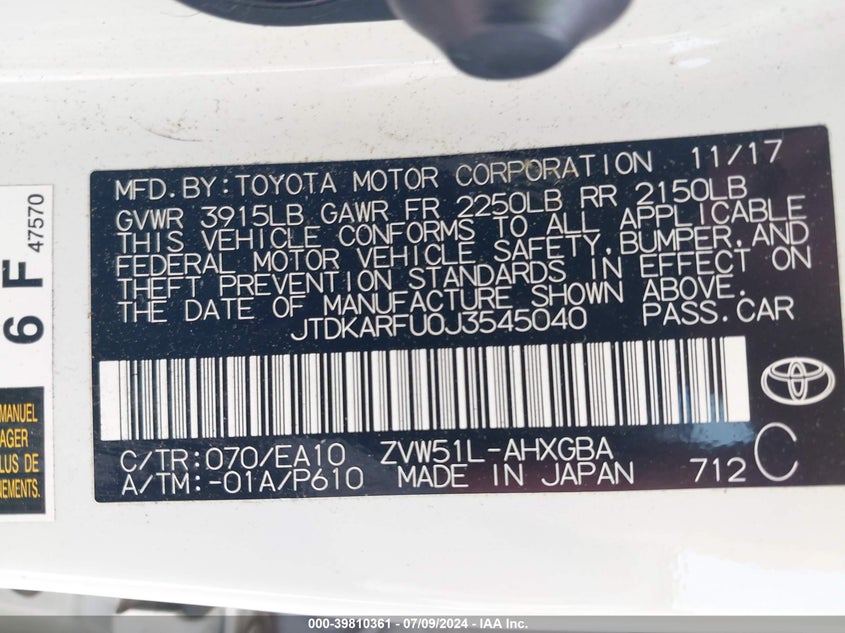 MFD.BY:TOYOTA MOTOR CORPORATION 11/17
GVWR 3915LB GAWR FR 2250LB RR 2150LB
THIS VEHICLE CONFORMS TO ALL APPLICABLE
FEDERAL MOTOR VEHICLE SAFETY,BUMPER,AND
THEFT PREVENTION STANDARDS IN EFFECT ON
THE DATE OF MANUFACTURE SHOWN ABOVE.
JTDKARFU0J3545040 PASS.CAR
C/TR:070/EA10 ZVW51L-AHXGBA
A/TM:-01A/P610 MADE IN JAPAN 712 C
6 F 47570
MANUEL
AGER
PLUS DE
NEMENTS.
000-39810361 - 07/09/2024 - IAA Inc.